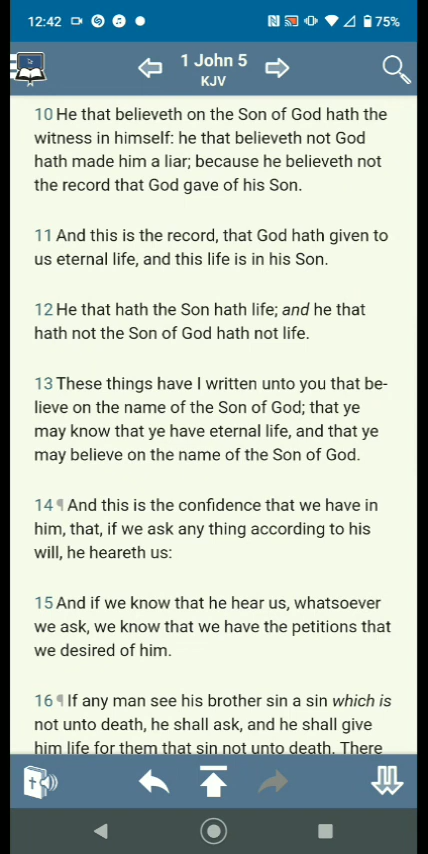 12:42
75%
1 John 5
KJV
10 He that believeth on the Son of God hath the
witness in himself: he that believeth not God
hath made him a liar; because he believeth not
the record that God gave of his Son.
11 And this is the record, that God hath given to
us eternal life, and this life is in his Son.
12 He that hath the Son hath life; and he that
hath not the Son of God hath not life.
13 These things have I written unto you that be-
lieve on the name of the Son of God; that ye
may know that ye have eternal life, and that ye
may believe on the name of the Son of God.
14 ¶ And this is the confidence that we have in
him, that, if we ask any thing according to his
will, he heareth us:
15 And if we know that he hear us, whatsoever
we ask, we know that we have the petitions that
we desired of him.
16 ¶ If any man see his brother sin a sin which is
not unto death, he shall ask, and he shall give
him life for them that sin not unto death. There